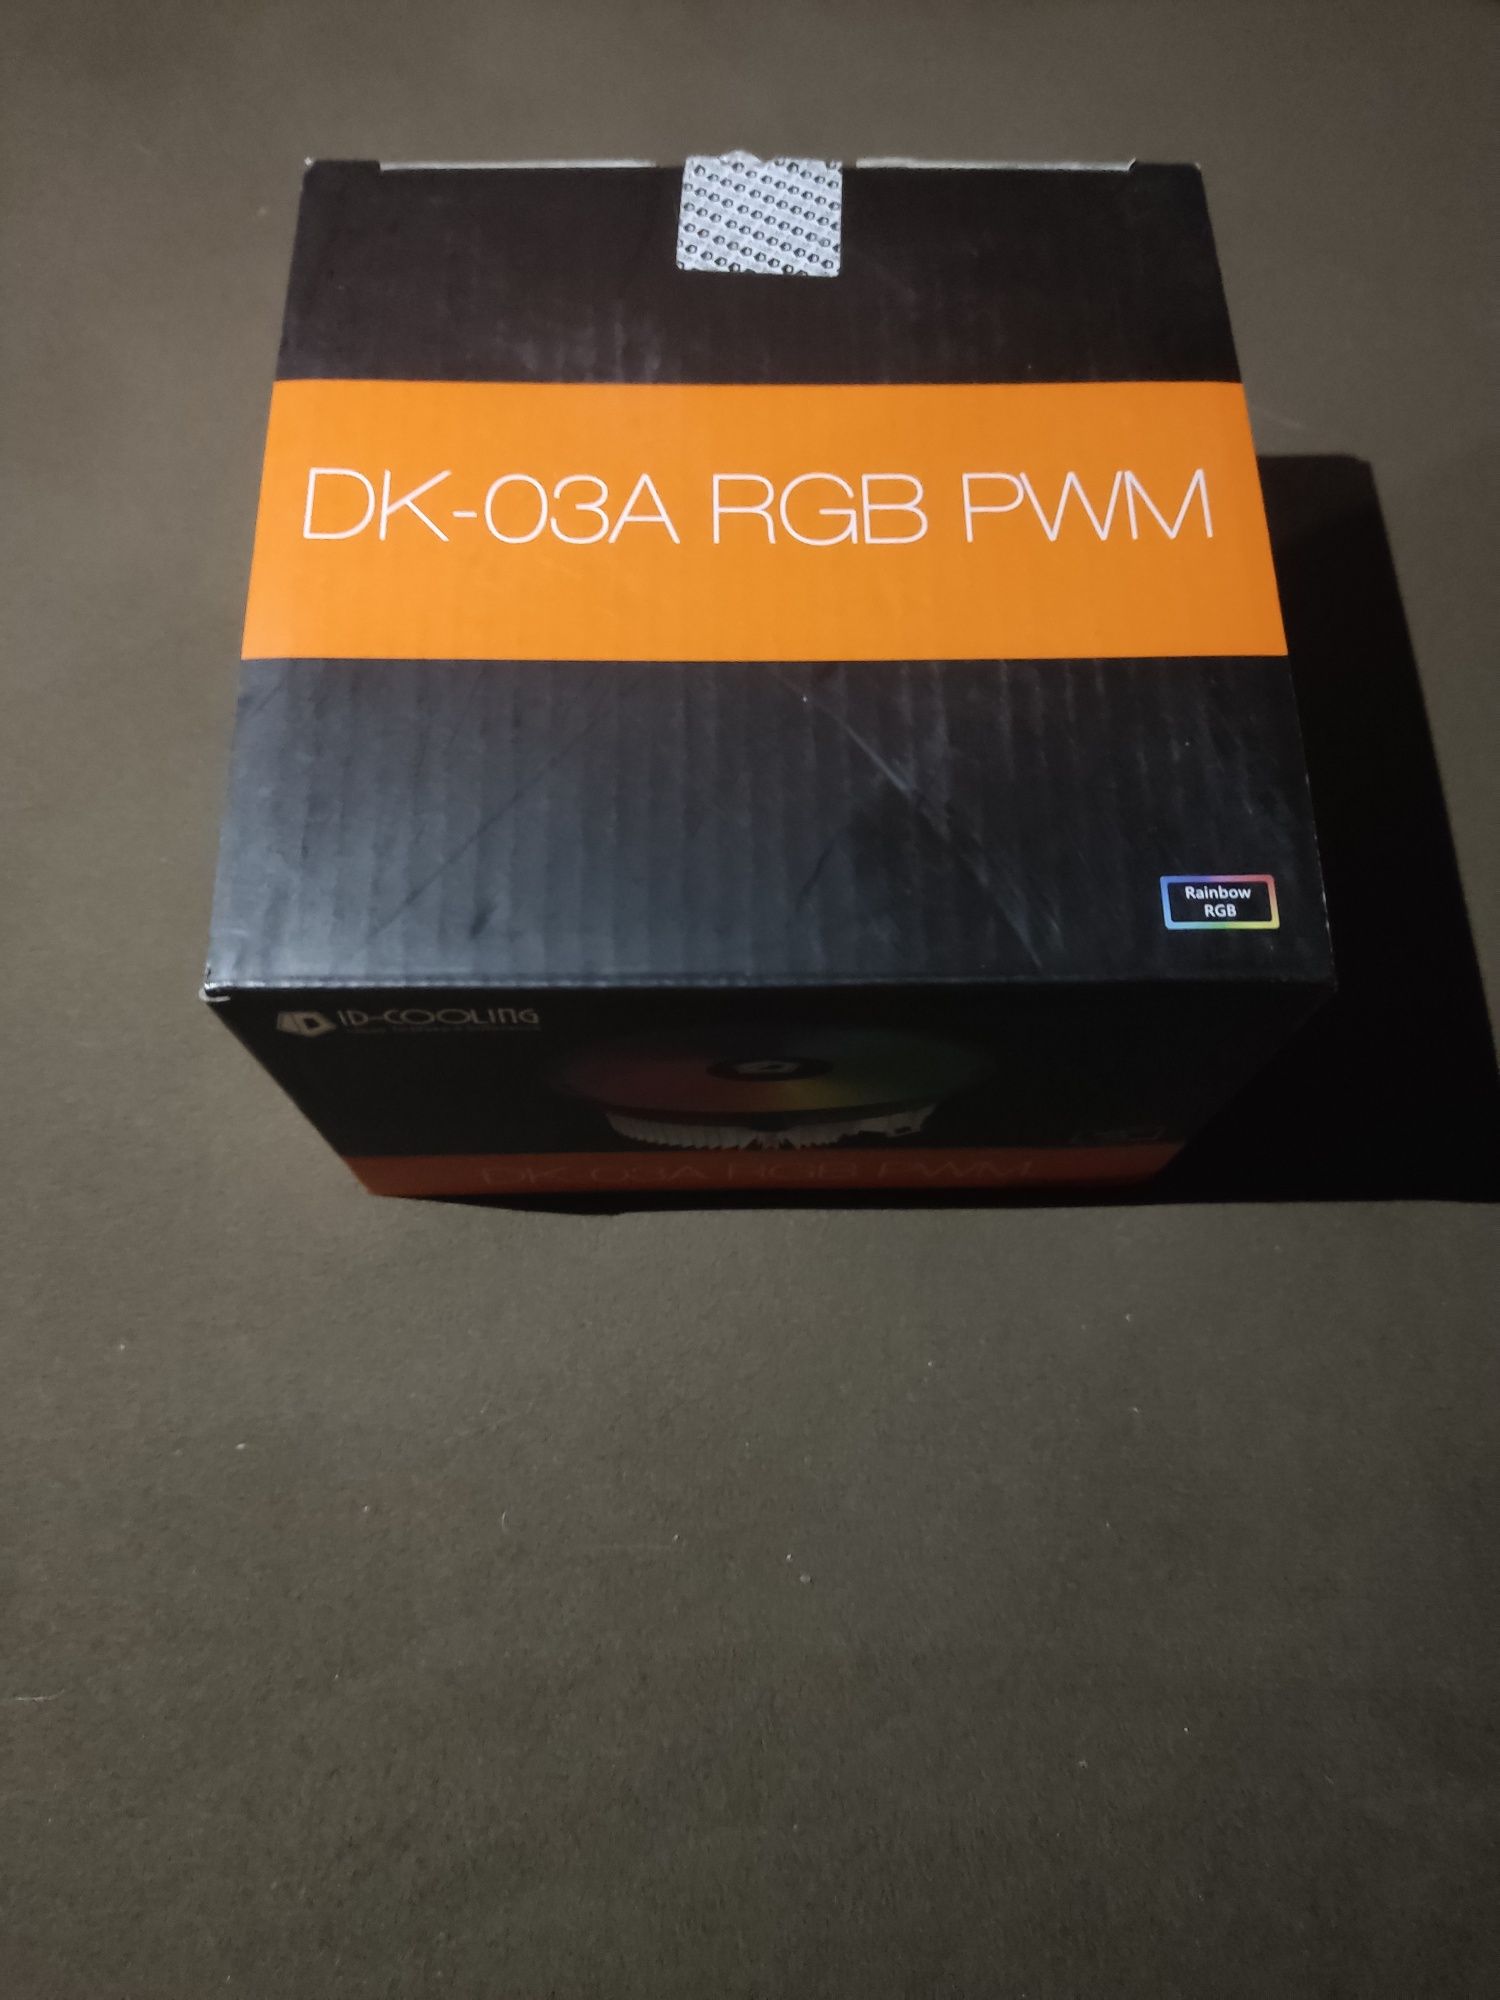 DK-03A RGB PWM
Rainbow
RGB
ID-COOLING
DK-03A RGB PWM